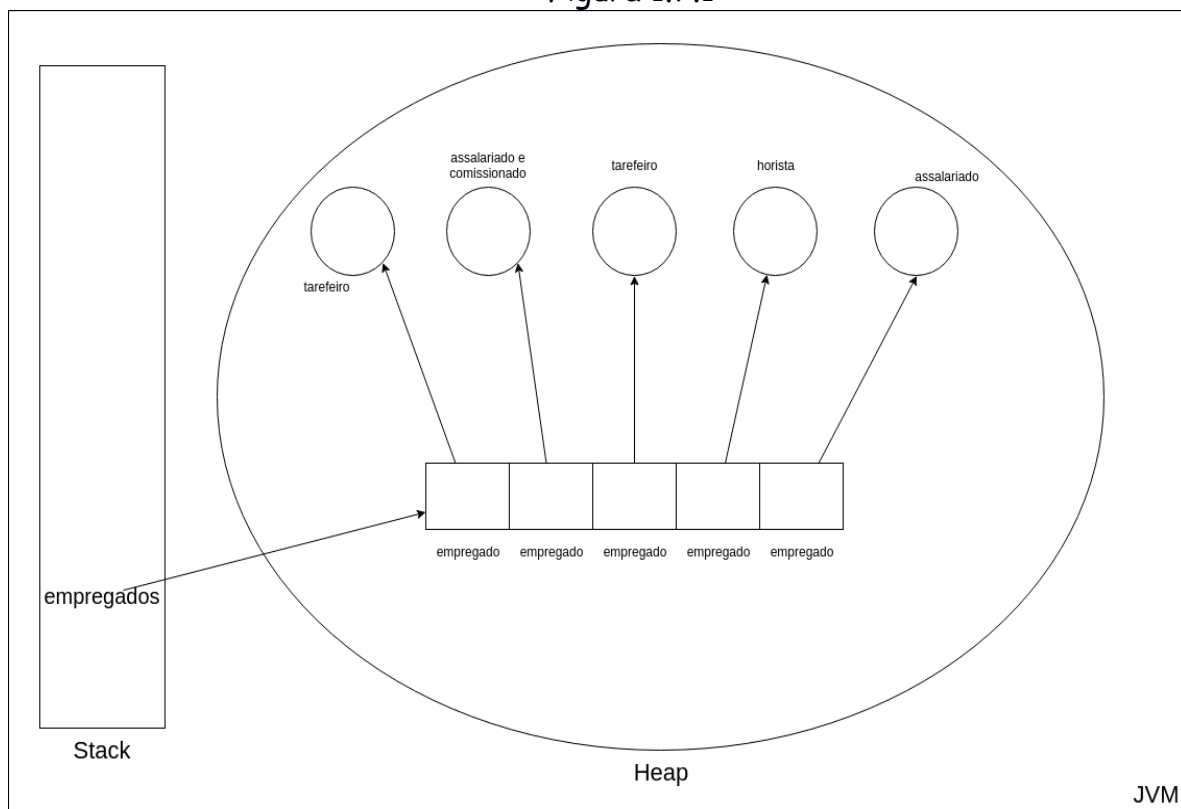 assalariado e
comissionado
tarefeiro
horista
assalariado
tarefeiro
empregado empregado empregado empregado empregado
empregados
Stack
Heap
JVM